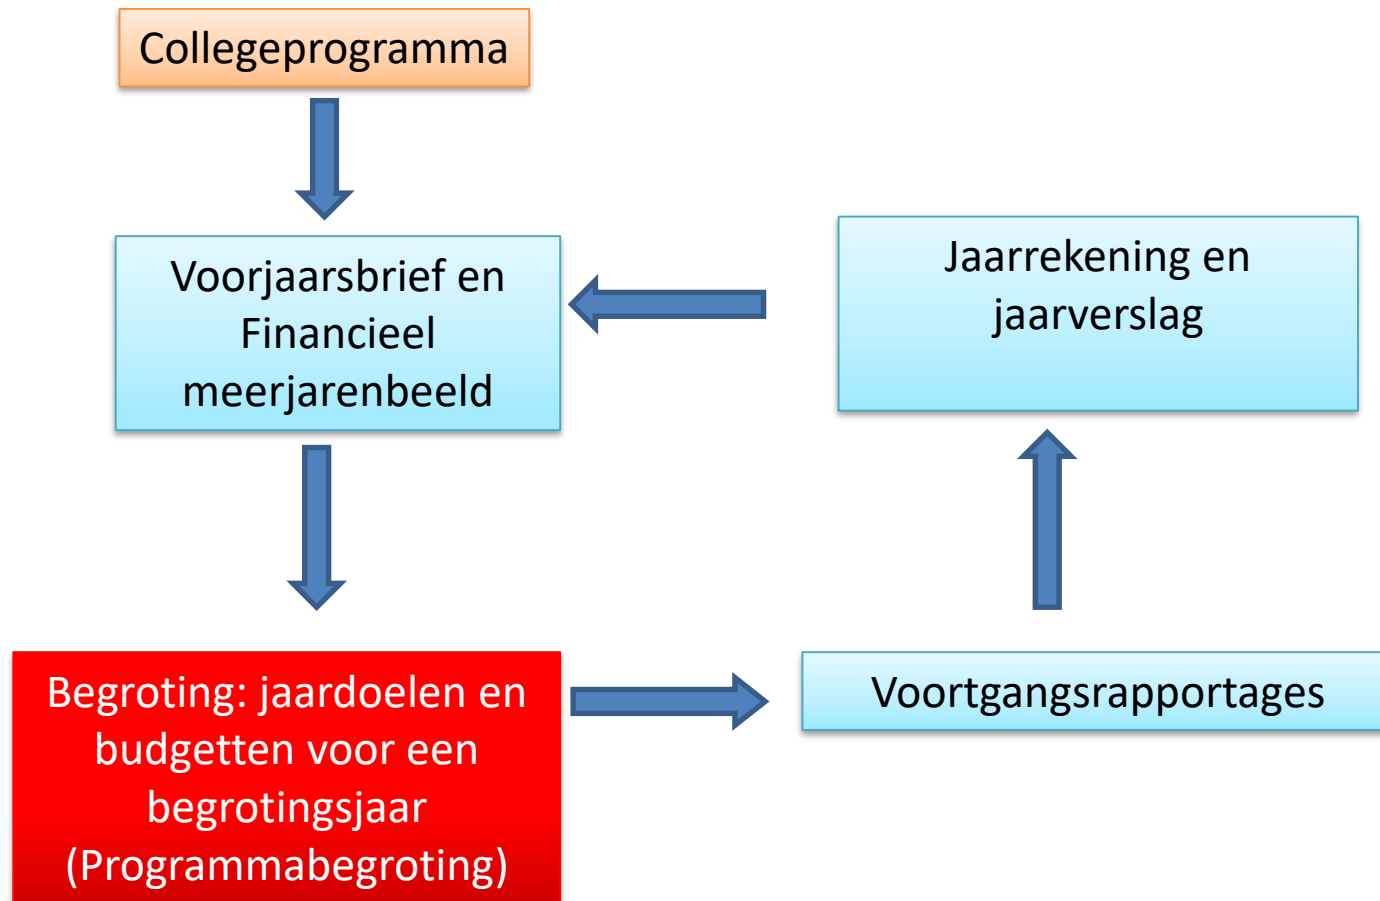 Collegeprogramma
Voorjaarsbrief en
Financieel
meerjarenbeeld
Jaarrekening en
jaarverslag
Begroting: jaardoelen en
budgetten voor een
begrotingsjaar
(Programmabegroting)
Voortgangsrapportages